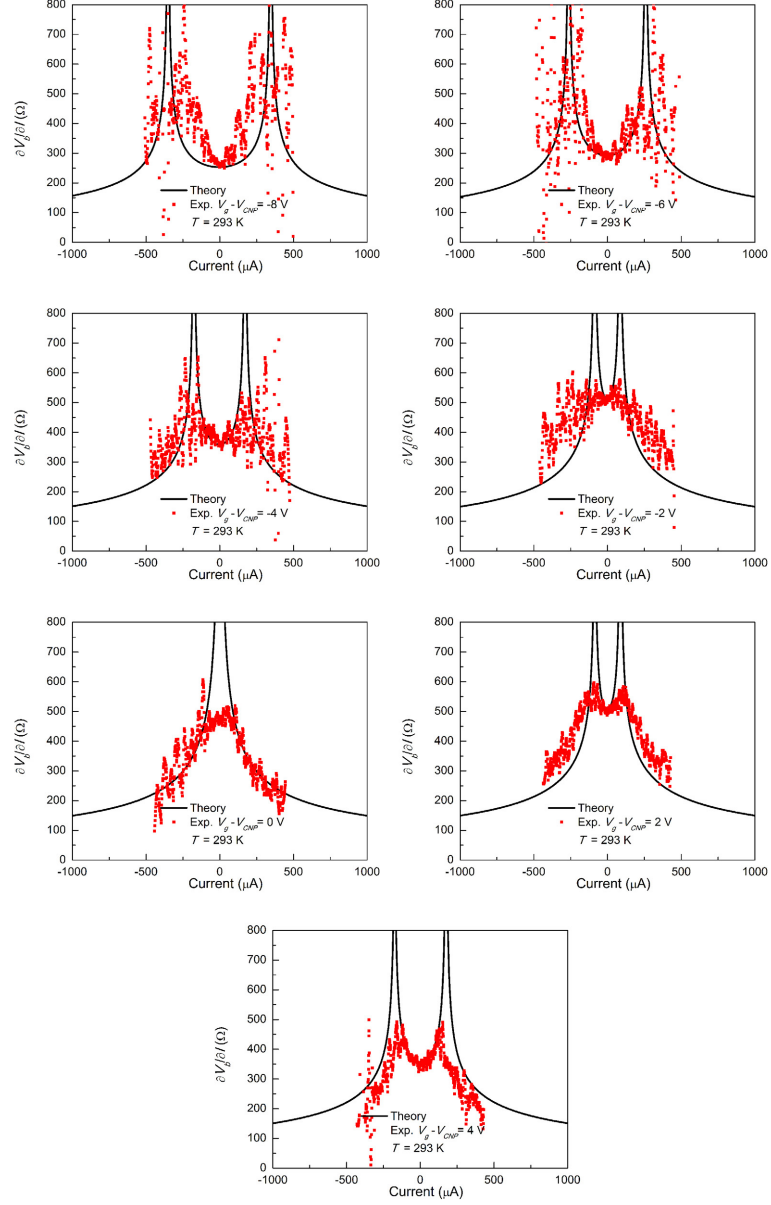 800
700
600
500
400
300
200
100
0
∂V_b/∂I (Ω)
Theory
Exp. V_g-V_CNP= -8 V
T = 293 K
-1000 -500 0 500 1000
Current (µA)
800
700
600
500
400
300
200
100
0
∂V_b/∂I (Ω)
Theory
Exp. V_g-V_CNP= -6 V
T = 293 K
-1000 -500 0 500 1000
Current (µA)
800
700
600
500
400
300
200
100
0
∂V_b/∂I (Ω)
Theory
Exp. V_g-V_CNP= -4 V
T = 293 K
-1000 -500 0 500 1000
Current (µA)
800
700
600
500
400
300
200
100
0
∂V_b/∂I (Ω)
Theory
Exp. V_g-V_CNP= -2 V
T = 293 K
-1000 -500 0 500 1000
Current (µA)
800
700
600
500
400
300
200
100
0
∂V_b/∂I (Ω)
Theory
Exp. V_g-V_CNP= 0 V
T = 293 K
-1000 -500 0 500 1000
Current (µA)
800
700
600
500
400
300
200
100
0
∂V_b/∂I (Ω)
Theory
Exp. V_g-V_CNP= 2 V
T = 293 K
-1000 -500 0 500 1000
Current (µA)
800
700
600
500
400
300
200
100
0
∂V_b/∂I (Ω)
Theory
Exp. V_g-V_CNP= 4 V
T = 293 K
-1000 -500 0 500 1000
Current (µA)